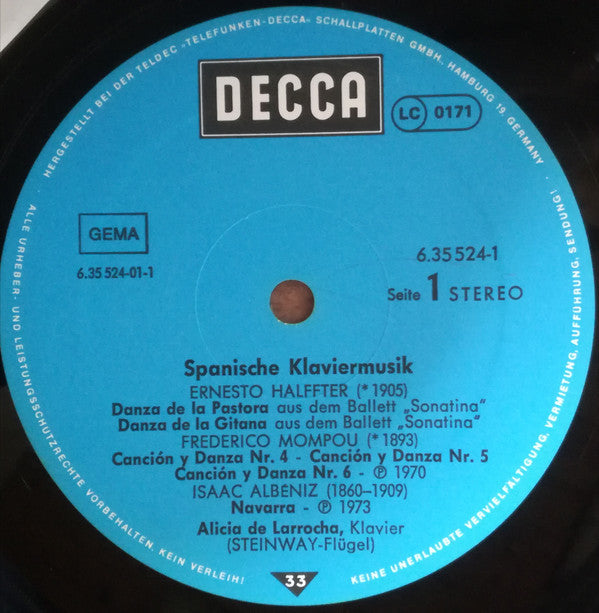 HERGESTELLT BEI DER TELDEC „TELEFUNKEN-DECCA" SCHALLPLATTEN GMBH, HAMBURG 19, GERMANY
DECCA
LC 0171
GEMA
6.35 524-01-1
6.35 524-1
Seite 1 STEREO
Spanische Klaviermusik
ERNESTO HALFFTER (*1905)
Danza de la Pastora aus dem Ballett „Sonatina"
Danza de la Gitana aus dem Ballett „Sonatina"
FREDERICO MOMPOU (*1893)
Canción y Danza Nr. 4 - Canción y Danza Nr. 5
Canción y Danza Nr. 6 - ℗ 1970
ISAAC ALBÉNIZ (1860–1909)
Navarra - ℗ 1973
Alicia de Larrocha, Klavier
(STEINWAY-Flügel)
33
ALLE URHEBER- UND LEISTUNGSSCHUTZRECHTE VORBEHALTEN. KEIN VERLEIH!
KEINE UNERLAUBTE VERVIELFÄLTIGUNG, VERMIETUNG, AUFFÜHRUNG, SENDUNG!